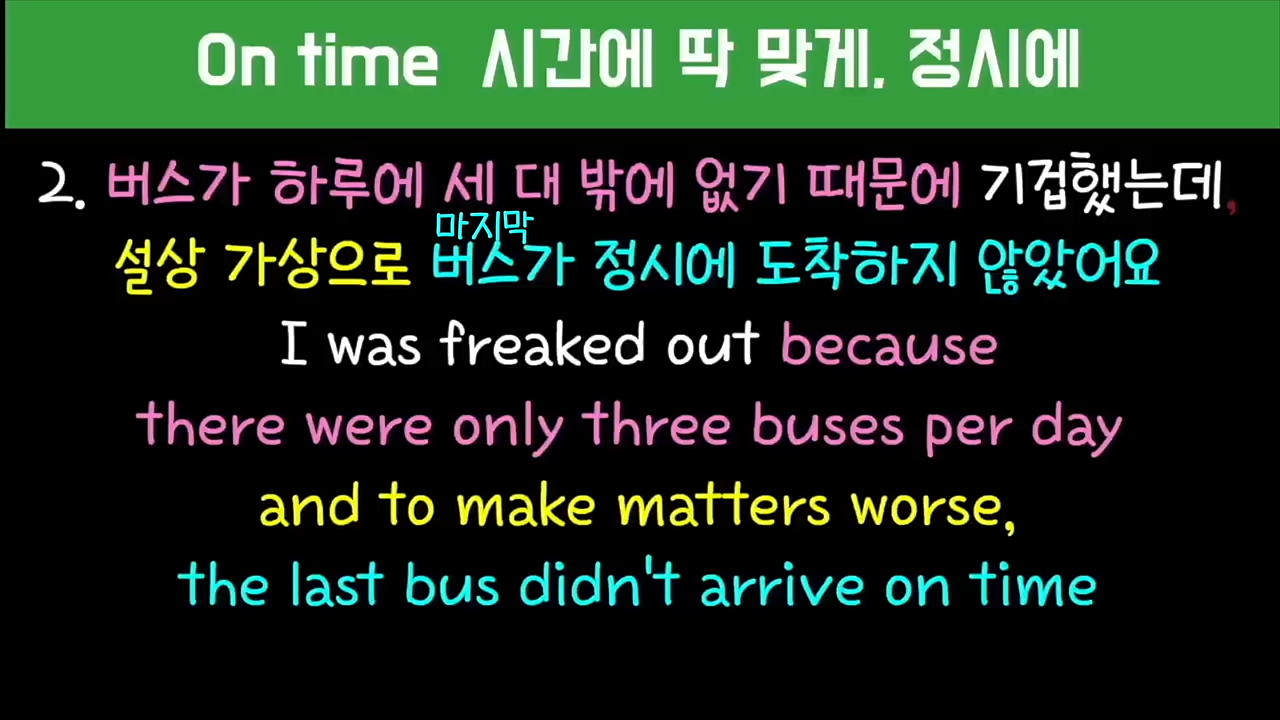 On time 시간에 딱 맞게, 정시에
2. 버스가 하루에 세 대 밖에 없기 때문에 기겁했는데,
마지막
설상 가상으로 버스가 정시에 도착하지 않았어요
I was freaked out because
there were only three buses per day
and to make matters worse,
the last bus didn't arrive on time